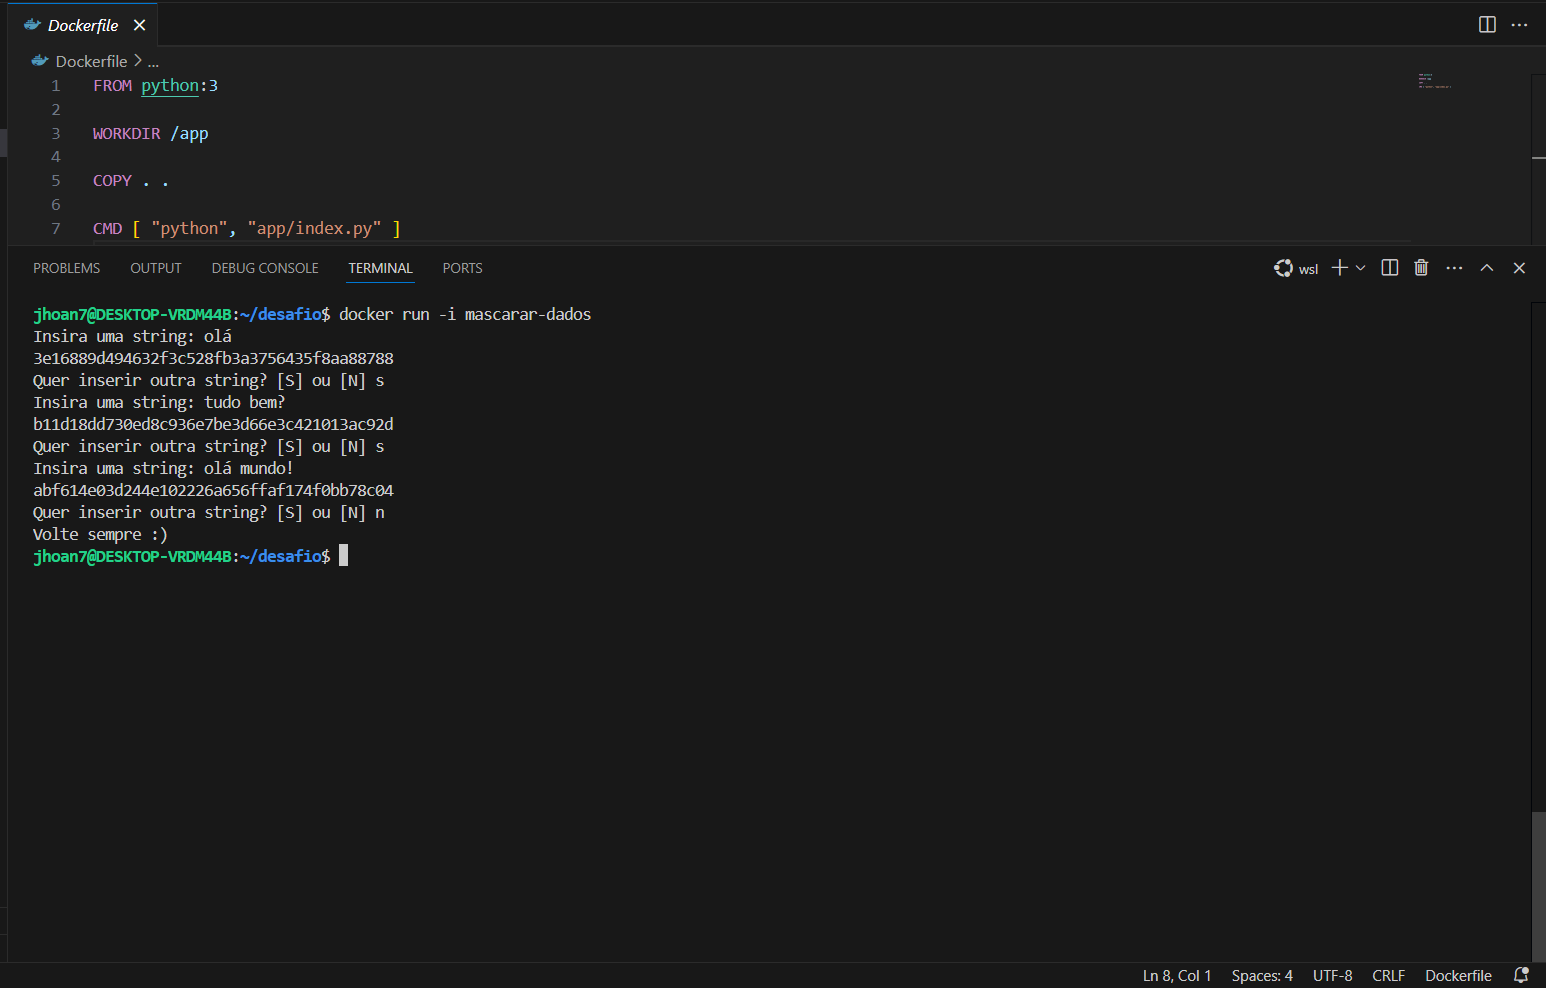 Dockerfile
Dockerfile > ...
1 FROM python:3
2
3 WORKDIR /app
4
5 COPY . .
6
7 CMD [ "python", "app/index.py" ]
PROBLEMS OUTPUT DEBUG CONSOLE TERMINAL PORTS wsl
jhoan7@DESKTOP-VRDM44B:~/desafio$ docker run -i mascarar-dados
Insira uma string: olá
3e16889d494632f3c528fb3a3756435f8aa88788
Quer inserir outra string? [S] ou [N] s
Insira uma string: tudo bem?
b11d18dd730ed8c936e7be3d66e3c421013ac92d
Quer inserir outra string? [S] ou [N] s
Insira uma string: olá mundo!
abf614e03d244e102226a656ffaf174f0bb78c04
Quer inserir outra string? [S] ou [N] n
Volte sempre :)
jhoan7@DESKTOP-VRDM44B:~/desafio$
Ln 8, Col 1 Spaces: 4 UTF-8 CRLF Dockerfile